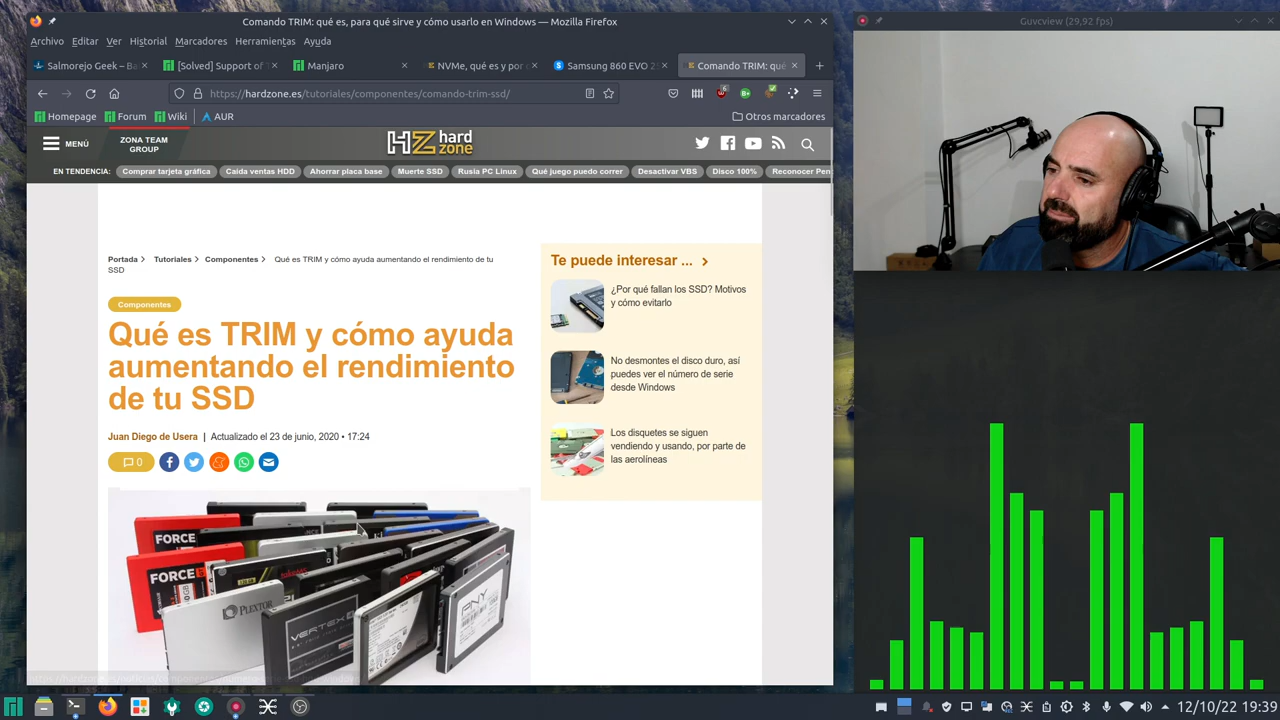 Comando TRIM: qué es, para qué sirve y cómo usarlo en Windows — Mozilla Firefox
Guvcview (29,92 fps)
Archivo Editar Ver Historial Marcadores Herramientas Ayuda
Salmorejo Geek – Ba
[Solved] Support of T
Manjaro
NVMe, qué es y por q
Samsung 860 EVO 25
Comando TRIM: qué
https://hardzone.es/tutoriales/componentes/comando-trim-ssd/
Homepage Forum Wiki AUR Otros marcadores
MENÚ
ZONA TEAM
GROUP
HZ hard
zone
EN TENDENCIA: Comprar tarjeta gráfica Caida ventas HDD Ahorrar placa base Muerte SSD Rusia PC Linux Qué juego puedo correr Desactivar VBS Disco 100% Reconocer Pen
Portada Tutoriales Componentes Qué es TRIM y cómo ayuda aumentando el rendimiento de tu
SSD
Componentes
Qué es TRIM y cómo ayuda
aumentando el rendimiento
de tu SSD
Juan Diego de Usera | Actualizado el 23 de junio, 2020 • 17:24
0
Te puede interesar ...
¿Por qué fallan los SSD? Motivos
y cómo evitarlo
No desmontes el disco duro, así
puedes ver el número de serie
desde Windows
Los disquetes se siguen
vendiendo y usando, por parte de
las aerolíneas
FORCE
FORCE
PLEXTOR
VERTEX
PNY
12/10/22 19:39